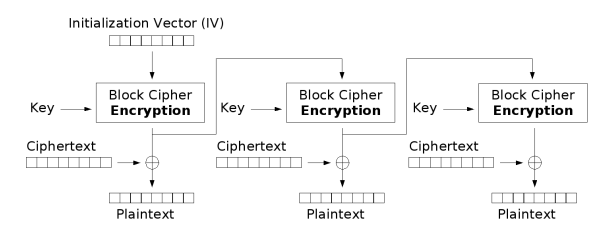 Initialization Vector (IV)
Block Cipher
Encryption
Key
Block Cipher
Encryption
Key
Block Cipher
Encryption
Key
Ciphertext
Ciphertext
Ciphertext
Plaintext
Plaintext
Plaintext